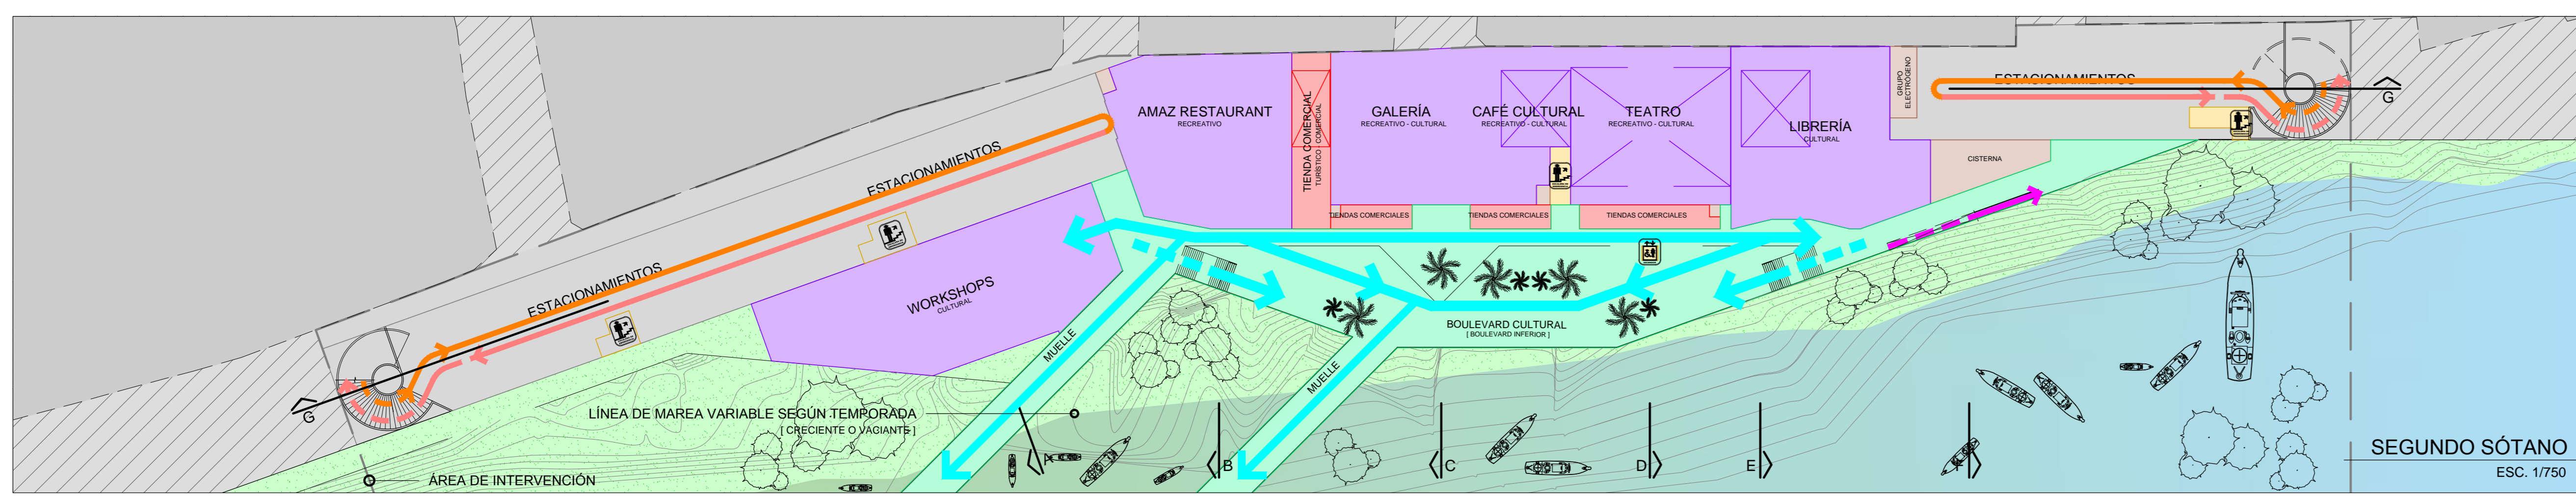 ESTACIONAMIENTOS
ESTACIONAMIENTOS
WORKSHOPS
CULTURAL
AMAZ RESTAURANT
RECREATIVO
TIENDA COMERCIAL
TURÍSTICO - COMERCIAL
GALERÍA
RECREATIVO - CULTURAL
CAFÉ CULTURAL
RECREATIVO - CULTURAL
TEATRO
RECREATIVO - CULTURAL
LIBRERÍA
CULTURAL
GRUPO
ELECTRÓGENO
ESTACIONAMIENTOS
CISTERNA
TIENDAS COMERCIALES
TIENDAS COMERCIALES
TIENDAS COMERCIALES
BOULEVARD CULTURAL
[ BOULEVARD INFERIOR ]
MUELLE
MUELLE
LÍNEA DE MAREA VARIABLE SEGÚN TEMPORADA
[ CRECIENTE O VACIANTE ]
ÁREA DE INTERVENCIÓN
G
G
A
B
C
D
E
F
SEGUNDO SÓTANO
ESC. 1/750